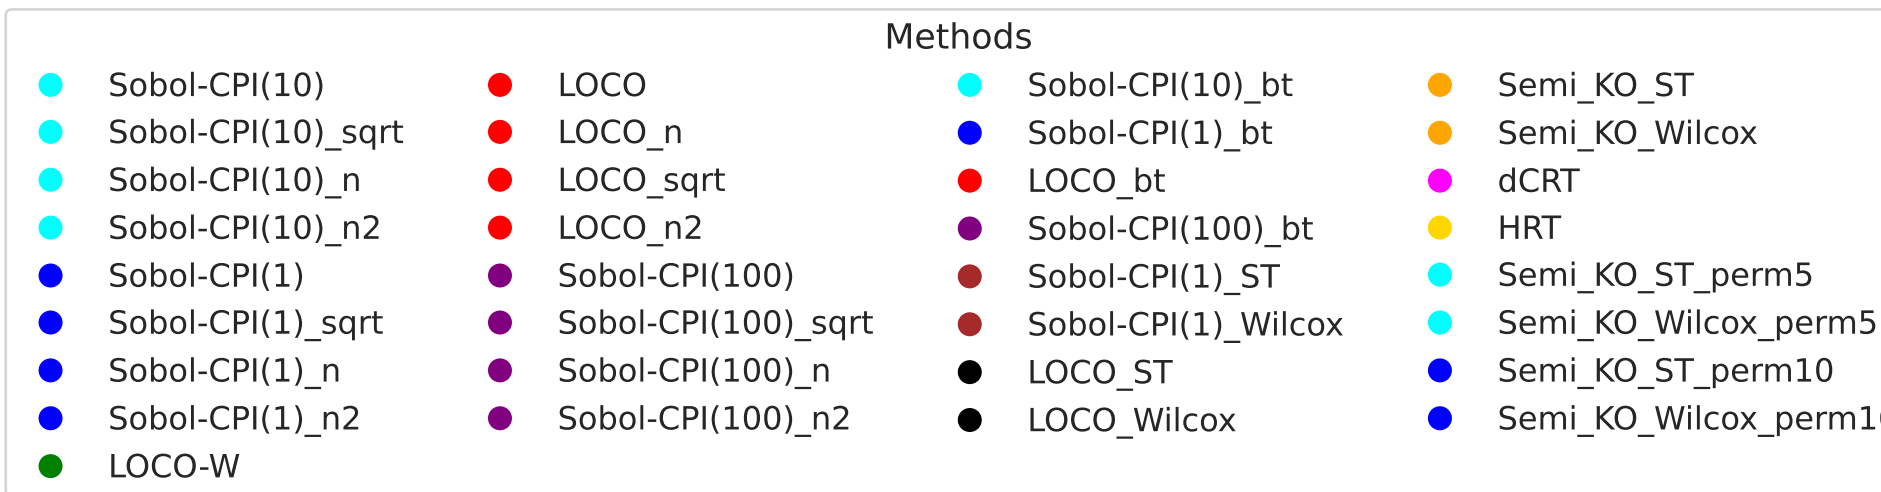 Methods
Sobol-CPI(10)
Sobol-CPI(10)_sqrt
Sobol-CPI(10)_n
Sobol-CPI(10)_n2
Sobol-CPI(1)
Sobol-CPI(1)_sqrt
Sobol-CPI(1)_n
Sobol-CPI(1)_n2
LOCO-W
LOCO
LOCO_n
LOCO_sqrt
LOCO_n2
Sobol-CPI(100)
Sobol-CPI(100)_sqrt
Sobol-CPI(100)_n
Sobol-CPI(100)_n2
Sobol-CPI(10)_bt
Sobol-CPI(1)_bt
LOCO_bt
Sobol-CPI(100)_bt
Sobol-CPI(1)_ST
Sobol-CPI(1)_Wilcox
LOCO_ST
LOCO_Wilcox
Semi_KO_ST
Semi_KO_Wilcox
dCRT
HRT
Semi_KO_ST_perm5
Semi_KO_Wilcox_perm5
Semi_KO_ST_perm10
Semi_KO_Wilcox_perm10